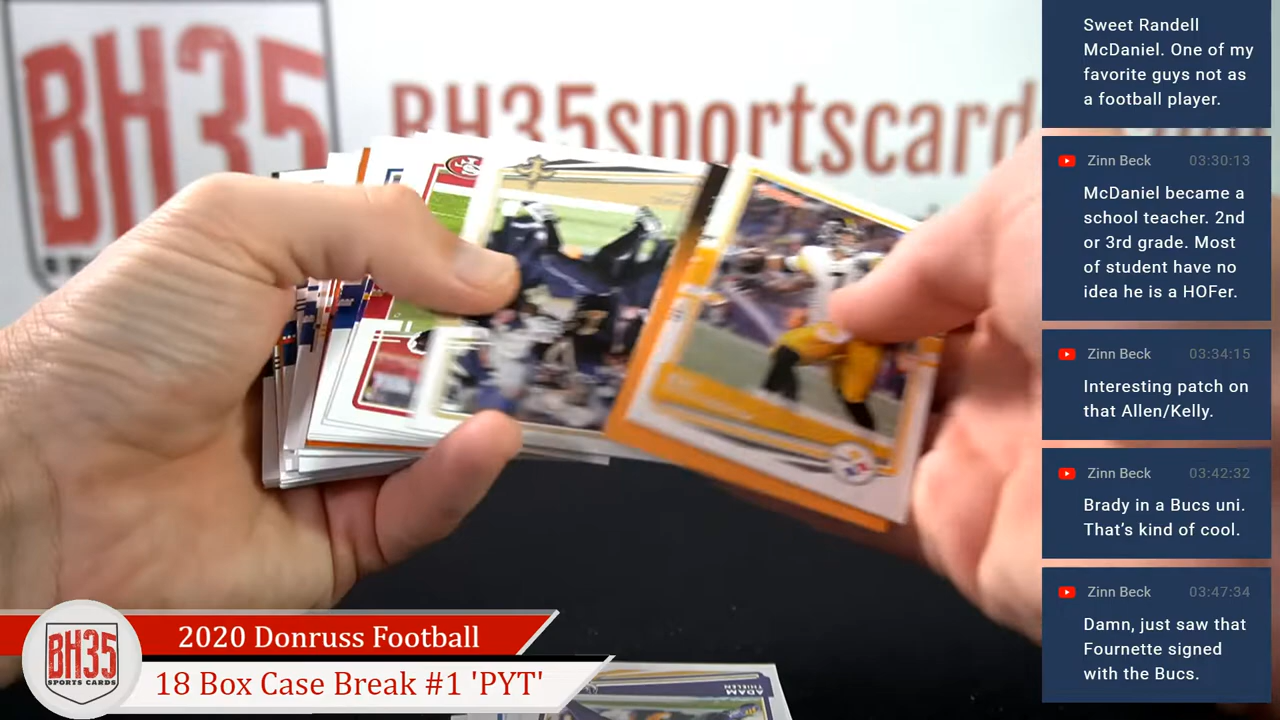 BH35
BH35sportscard
Sweet Randell
McDaniel. One of my
favorite guys not as
a football player.
Zinn Beck 03:30:13
McDaniel became a
school teacher. 2nd
or 3rd grade. Most
of student have no
idea he is a HOFer.
Zinn Beck 03:34:15
Interesting patch on
that Allen/Kelly.
Zinn Beck 03:42:32
Brady in a Bucs uni.
That's kind of cool.
Zinn Beck 03:47:34
Damn, just saw that
Fournette signed
with the Bucs.
BH35
SPORTS CARDS
2020 Donruss Football
18 Box Case Break #1 'PYT'
ADAM
THIELEN